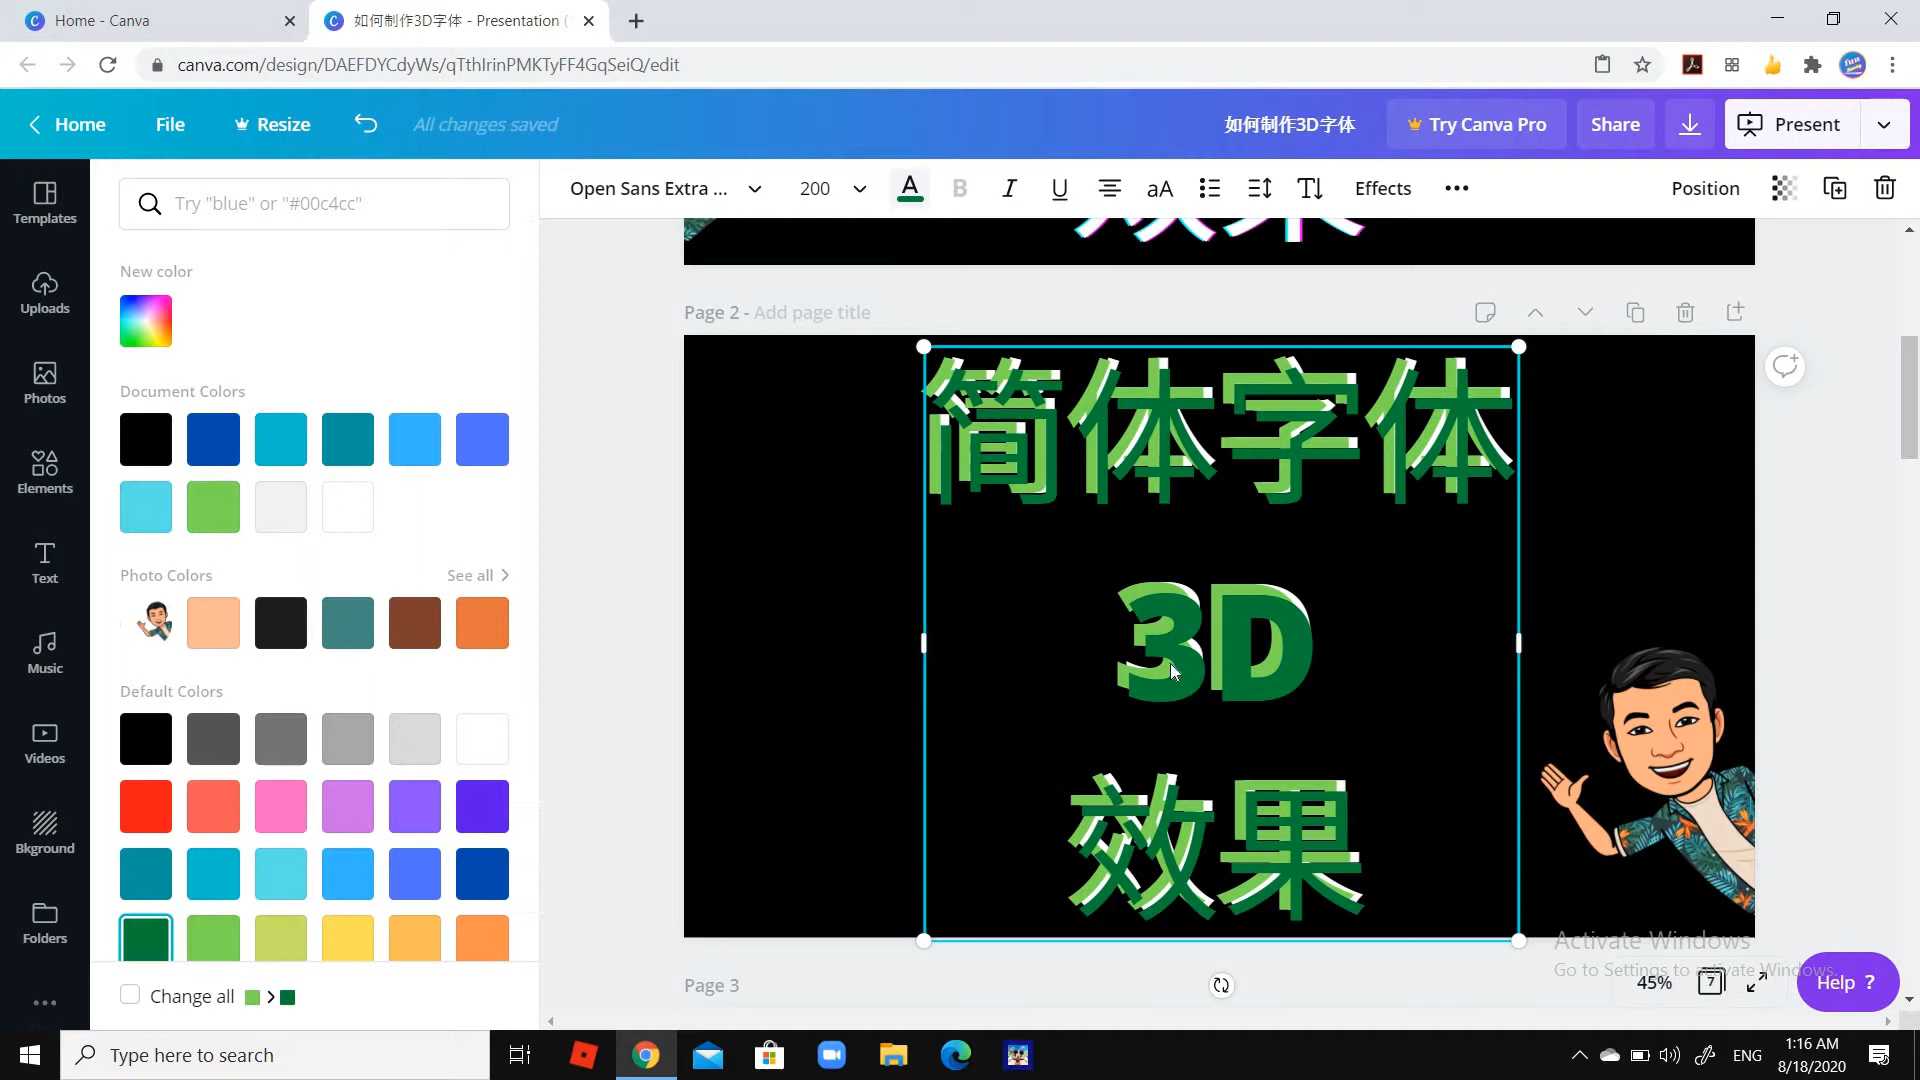 Home - Canva
如何制作3D字体 - Presentation (
canva.com/design/DAEFDYCdyWs/qTthIrinPMKTyFF4GqSeiQ/edit
Home
File
Resize
All changes saved
如何制作3D字体
Try Canva Pro
Share
Present
Open Sans Extra ...
200
A
B
I
U
aA
Effects
Position
Templates
Uploads
Photos
Elements
Text
Music
Videos
Bkground
Folders
Try "blue" or "#00c4cc"
New color
Document Colors
Photo Colors
See all
Default Colors
Change all
效果
Page 2 - Add page title
简体字体
3D
效果
Page 3
Activate Windows
Go to Settings to activate Windows.
45%
7
Help ?
Type here to search
ENG
1:16 AM
8/18/2020